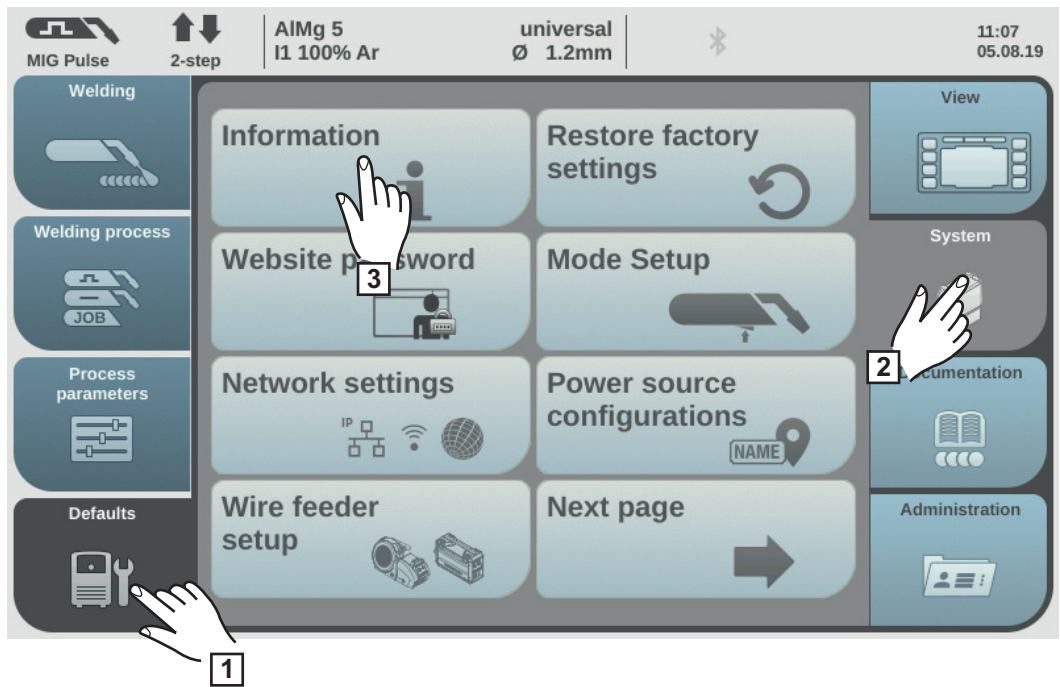 MIG Pulse
2-step
AlMg 5
I1 100% Ar
universal
Ø 1.2mm
11:07
05.08.19
Welding
Welding process
JOB
Process
parameters
Defaults
Information
Restore factory
settings
Website password
Mode Setup
Network settings
IP
Power source
configurations
NAME
Wire feeder
setup
Next page
View
System
Documentation
Administration
1
2
3